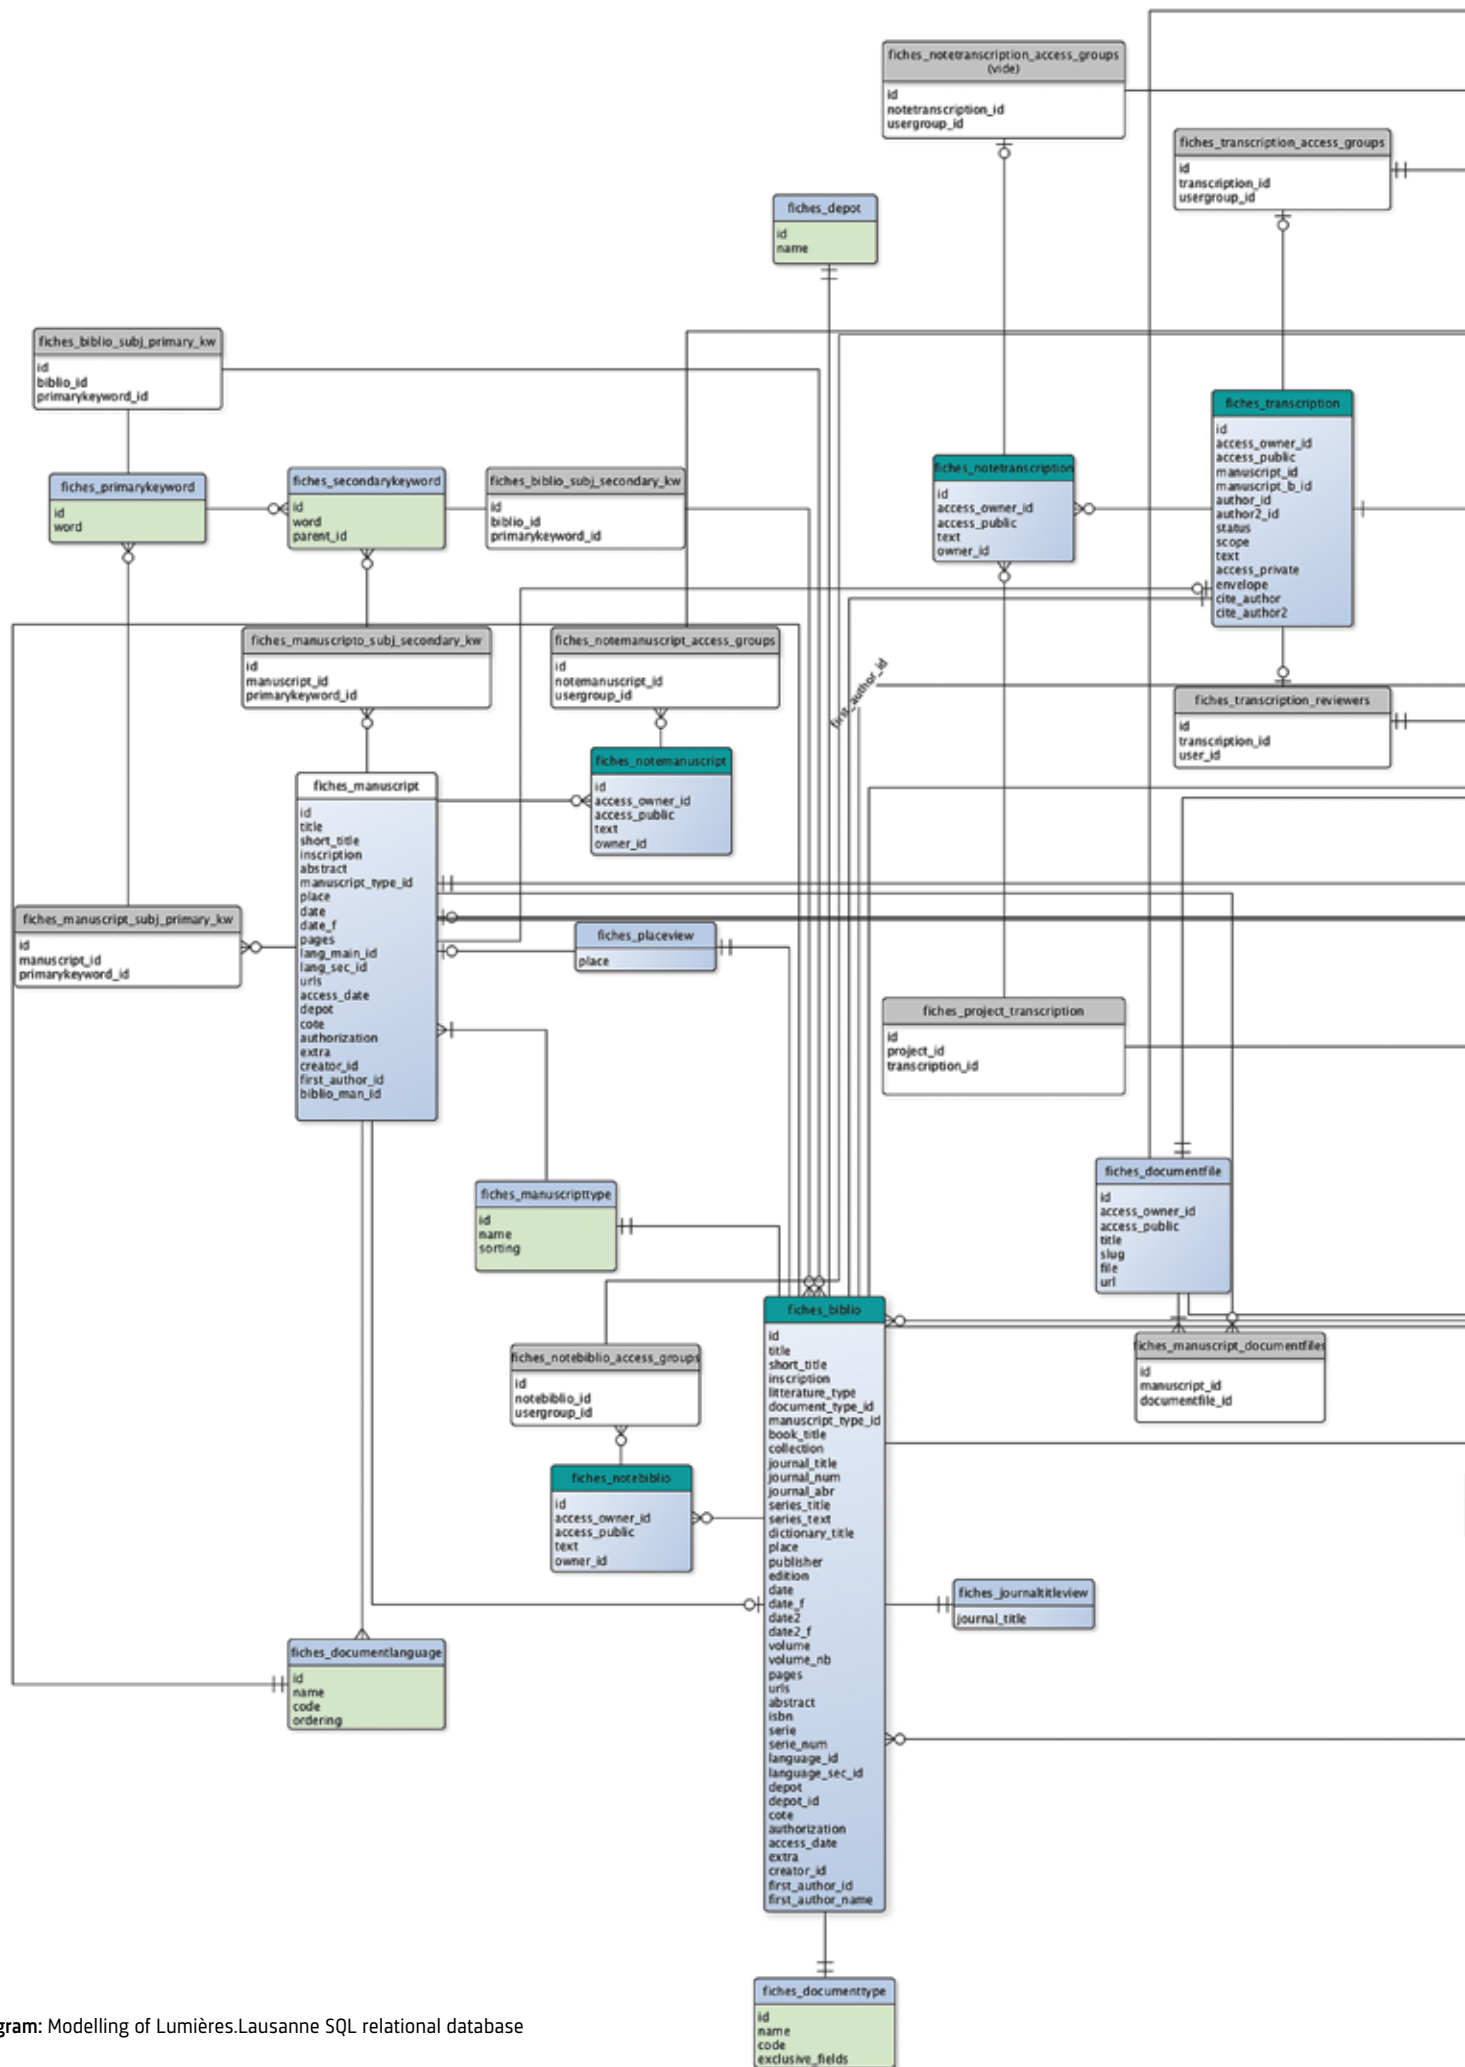 fiches_notetranscription_access_groups
(vide)
id
notetranscription_id
usergroup_id
fiches_transcription_access_groups
id
transcription_id
usergroup_id
fiches_depot
id
name
fiches_biblio_subj_primary_kw
id
biblio_id
primarykeyword_id
fiches_transcription
id
access_owner_id
access_public
manuscript_id
manuscript_b_id
author_id
author2_id
status
scope
text
access_private
envelope
cite_author
cite_author2
fiches_primarykeyword
id
word
fiches_secondarykeyword
id
word
parent_id
fiches_biblio_subj_secondary_kw
id
biblio_id
primarykeyword_id
fiches_notetranscription
id
access_owner_id
access_public
text
owner_id
fiches_manuscripto_subj_secondary_kw
id
manuscript_id
primarykeyword_id
fiches_notemanuscript_access_groups
id
notemanuscript_id
usergroup_id
first_author_id
fiches_transcription_reviewers
id
transcription_id
user_id
fiches_notemanuscript
id
access_owner_id
access_public
text
owner_id
fiches_manuscript
id
title
short_title
inscription
abstract
manuscript_type_id
place
date
date_f
pages
lang_main_id
lang_sec_id
urls
access_date
depot
cote
authorization
extra
creator_id
first_author_id
biblio_man_id
fiches_manuscript_subj_primary_kw
id
manuscript_id
primarykeyword_id
fiches_placeview
place
fiches_project_transcription
id
project_id
transcription_id
fiches_documentfile
id
access_owner_id
access_public
title
slug
file
url
fiches_manuscripttype
id
name
sorting
fiches_biblio
id
title
short_title
inscription
litterature_type
document_type_id
manuscript_type_id
book_title
collection
journal_title
journal_num
journal_abr
series_title
series_text
dictionary_title
place
publisher
edition
date
date_f
date2
date2_f
volume
volume_nb
pages
urls
abstract
isbn
serie
serie_num
language_id
language_sec_id
depot
depot_id
cote
authorization
access_date
extra
creator_id
first_author_id
first_author_name
fiches_manuscript_documentfiles
id
manuscript_id
documentfile_id
fiches_notebiblio_access_groups
id
notebiblio_id
usergroup_id
fiches_notebiblio
id
access_owner_id
access_public
text
owner_id
fiches_journaltitleview
journal_title
fiches_documentlanguage
id
name
code
ordering
fiches_documenttype
id
name
code
exclusive_fields
gram: Modelling of Lumières.Lausanne SQL relational database